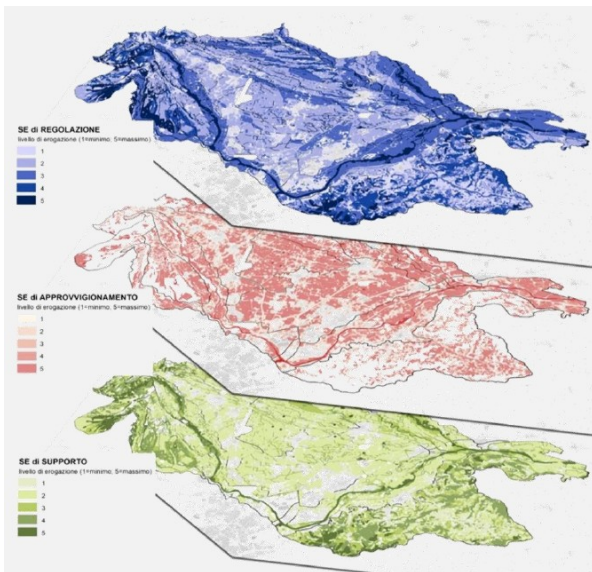 SE di REGOLAZIONE
livello di erogazione (1=minimo, 5=massimo)
1
2
3
4
5
SE di APPROVVIGIONAMENTO
livello di erogazione (1=minimo, 5=massimo)
1
2
3
4
5
SE di SUPPORTO
livello di erogazione (1=minimo, 5=massimo)
1
2
3
4
5